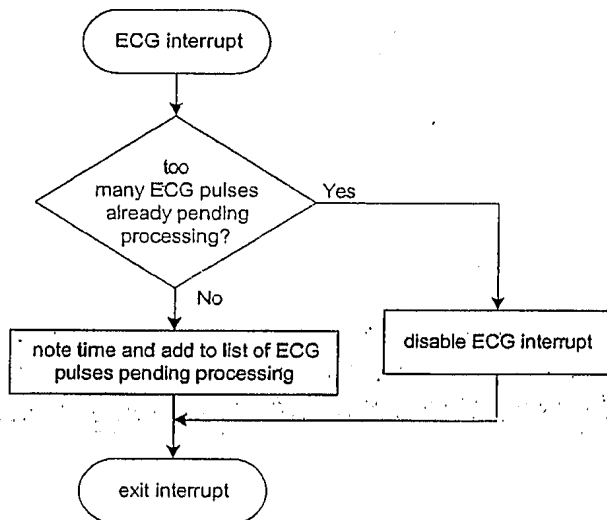 ECG interrupt
too
many ECG pulses
already pending
processing?
Yes
No
note time and add to list of ECG
pulses pending processing
disable ECG interrupt
exit interrupt